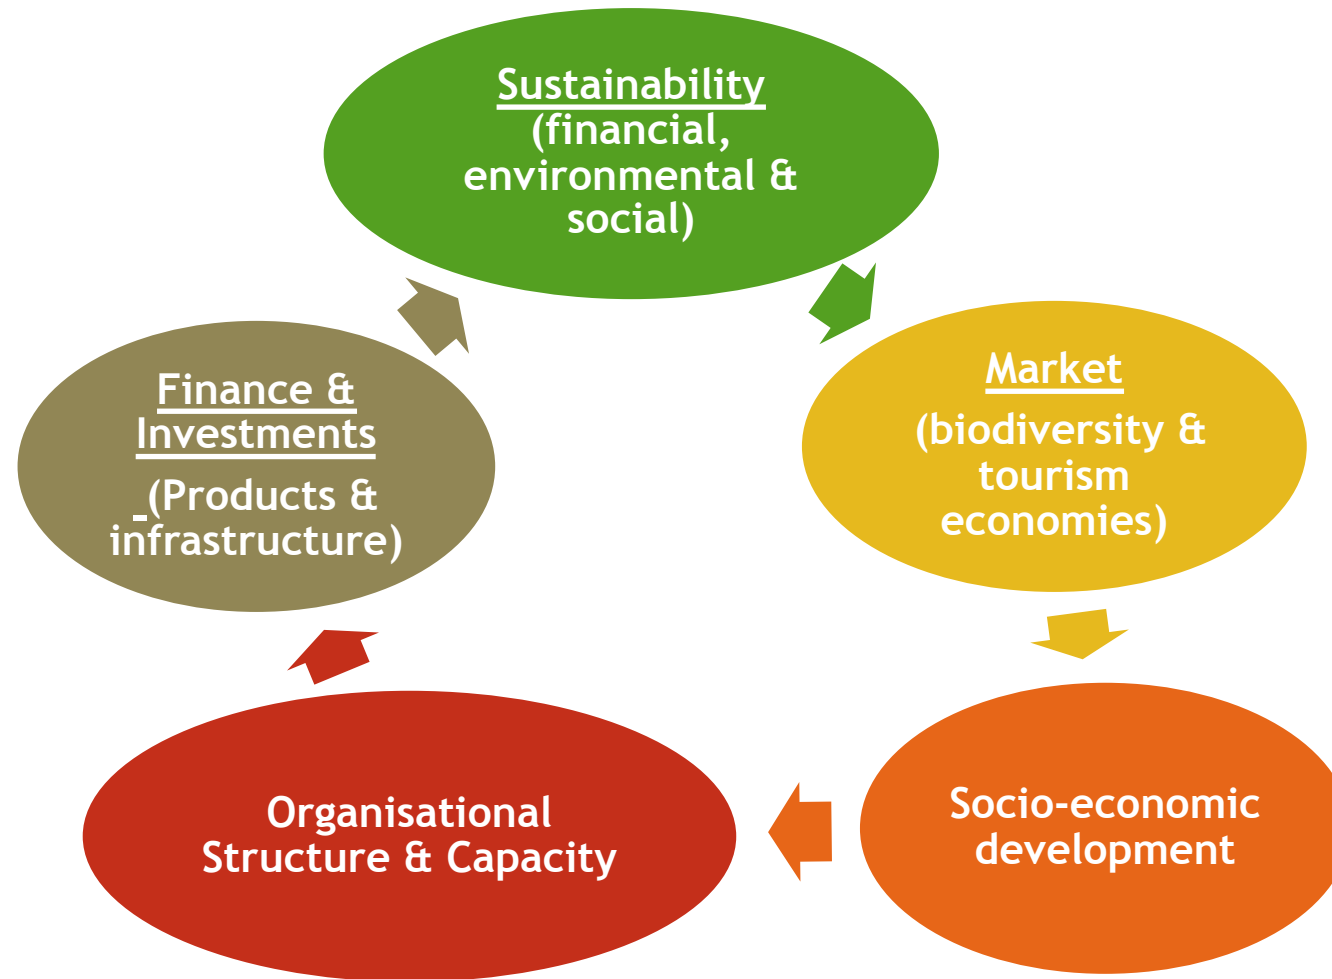 Sustainability
(financial,
environmental &
social)
Market
(biodiversity &
tourism
economies)
Socio-economic
development
Organisational
Structure & Capacity
Finance &
Investments
(Products &
infrastructure)